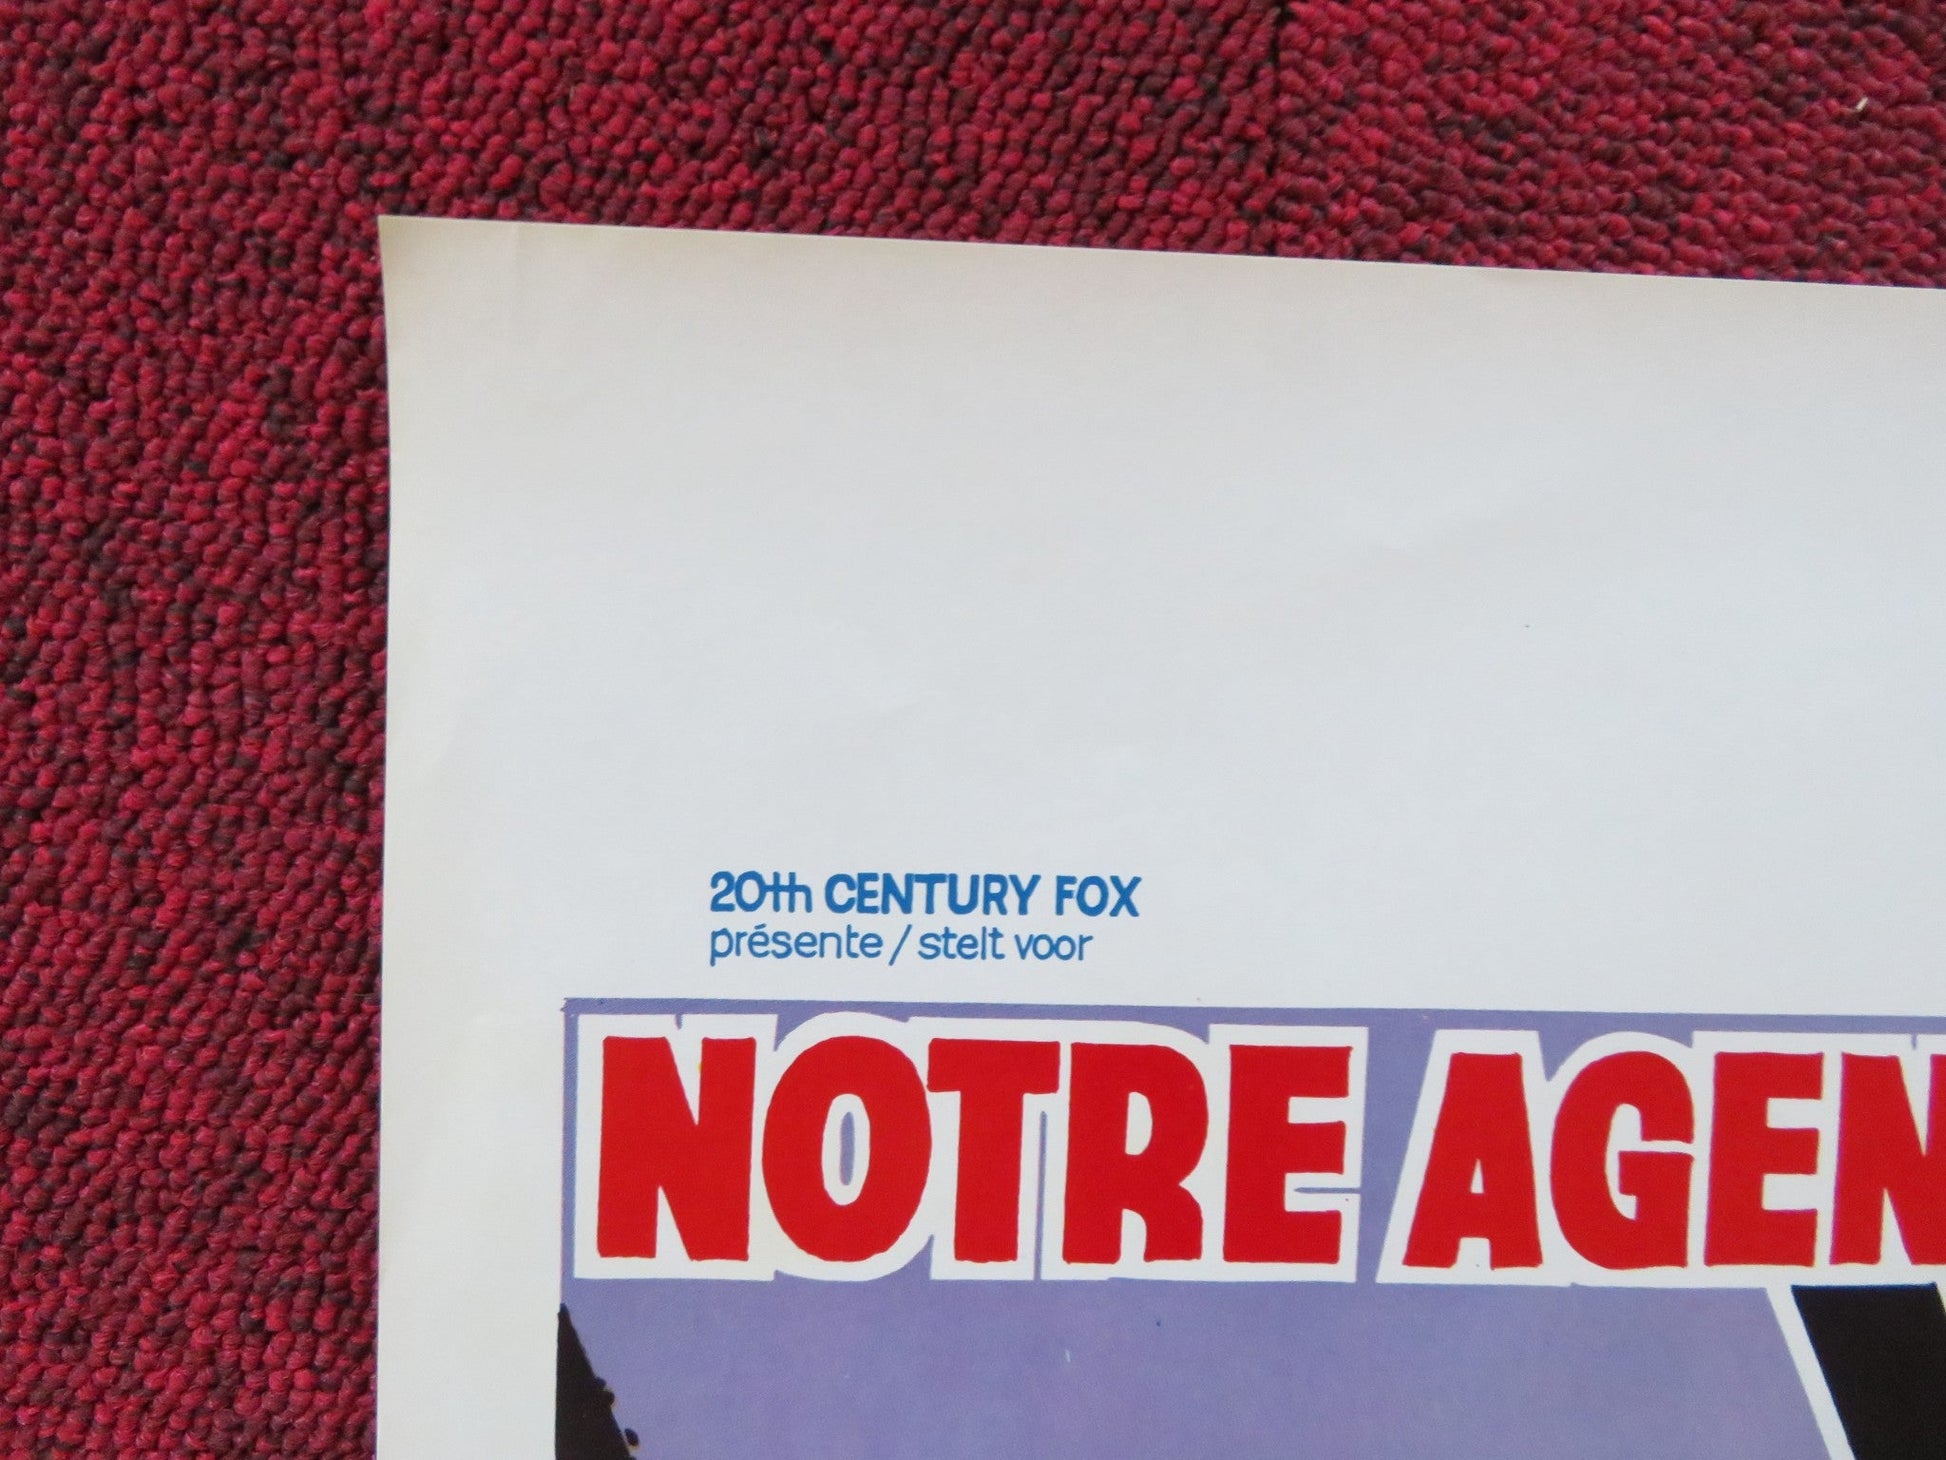 20th CENTURY FOX
présente / stelt voor
NOTRE AGEN